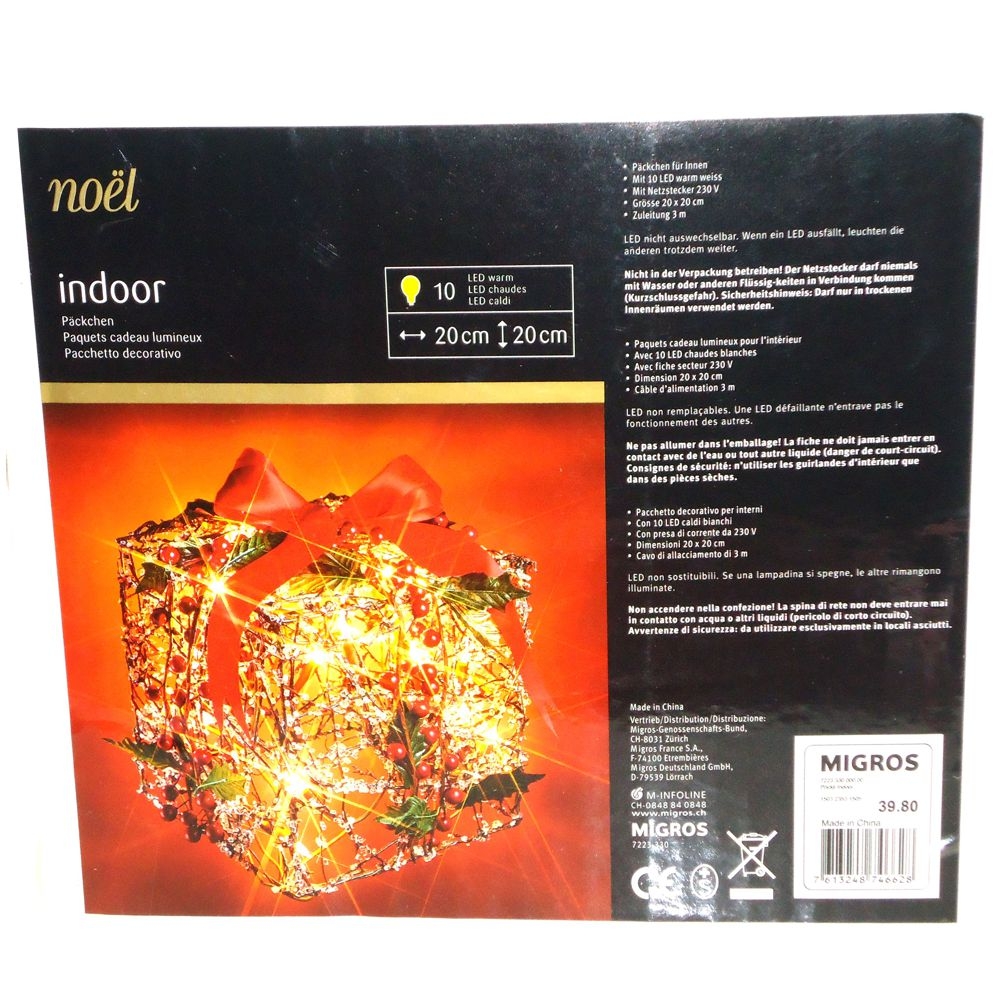 noël
indoor
Päckchen
Paquets cadeau lumineux
Pacchetto decorativo
10
LED warm
LED chaudes
LED caldi
20 cm 20 cm
• Päckchen für Innen
• Mit 10 LED warm weiss
• Mit Netzstecker 230 V
• Grösse 20 x 20 cm
• Zuleitung 3 m
LED nicht auswechselbar. Wenn ein LED ausfällt, leuchten die
anderen trotzdem weiter.
Nicht in der Verpackung betreiben! Der Netzstecker darf niemals
mit Wasser oder anderen Flüssig-keiten in Verbindung kommen
(Kurzschlussgefahr). Sicherheitshinweis: Darf nur in trockenen
Innenräumen verwendet werden.
• Paquets cadeau lumineux pour l'intérieur
• Avec 10 LED chaudes blanches
• Avec fiche secteur 230 V
• Dimension 20 x 20 cm
• Câble d'alimentation 3 m
LED non remplaçables. Une LED défaillante n'entrave pas le
fonctionnement des autres.
Ne pas allumer dans l'emballage! La fiche ne doit jamais entrer en
contact avec de l'eau ou tout autre liquide (danger de court-circuit).
Consignes de sécurité: n'utiliser les guirlandes d'intérieur que
dans des pièces sèches.
• Pacchetto decorativo per interni
• Con 10 LED caldi bianchi
• Con presa di corrente da 230 V
• Dimensioni 20 x 20 cm
• Cavo di allacciamento di 3 m
LED non sostituibili. Se una lampadina si spegne, le altre rimangono
illuminate.
Non accendere nella confezione! La spina di rete non deve entrare mai
in contatto con acqua o altri liquidi (pericolo di corto circuito).
Avvertenze di sicurezza: da utilizzare esclusivamente in locali asciutti.
Made in China
Vertrieb/Distribution/Distribuzione:
Migros-Genossenschafts-Bund,
CH-8031 Zürich
Migros France S.A.,
F-74100 Etrembières
Migros Deutschland GmbH,
D-79539 Lörrach
M-INFOLINE
CH-0848 84 0848
www.migros.ch
MIGROS
7223.330
CE
MIGROS
39.80
Made in China
7 613248 746628